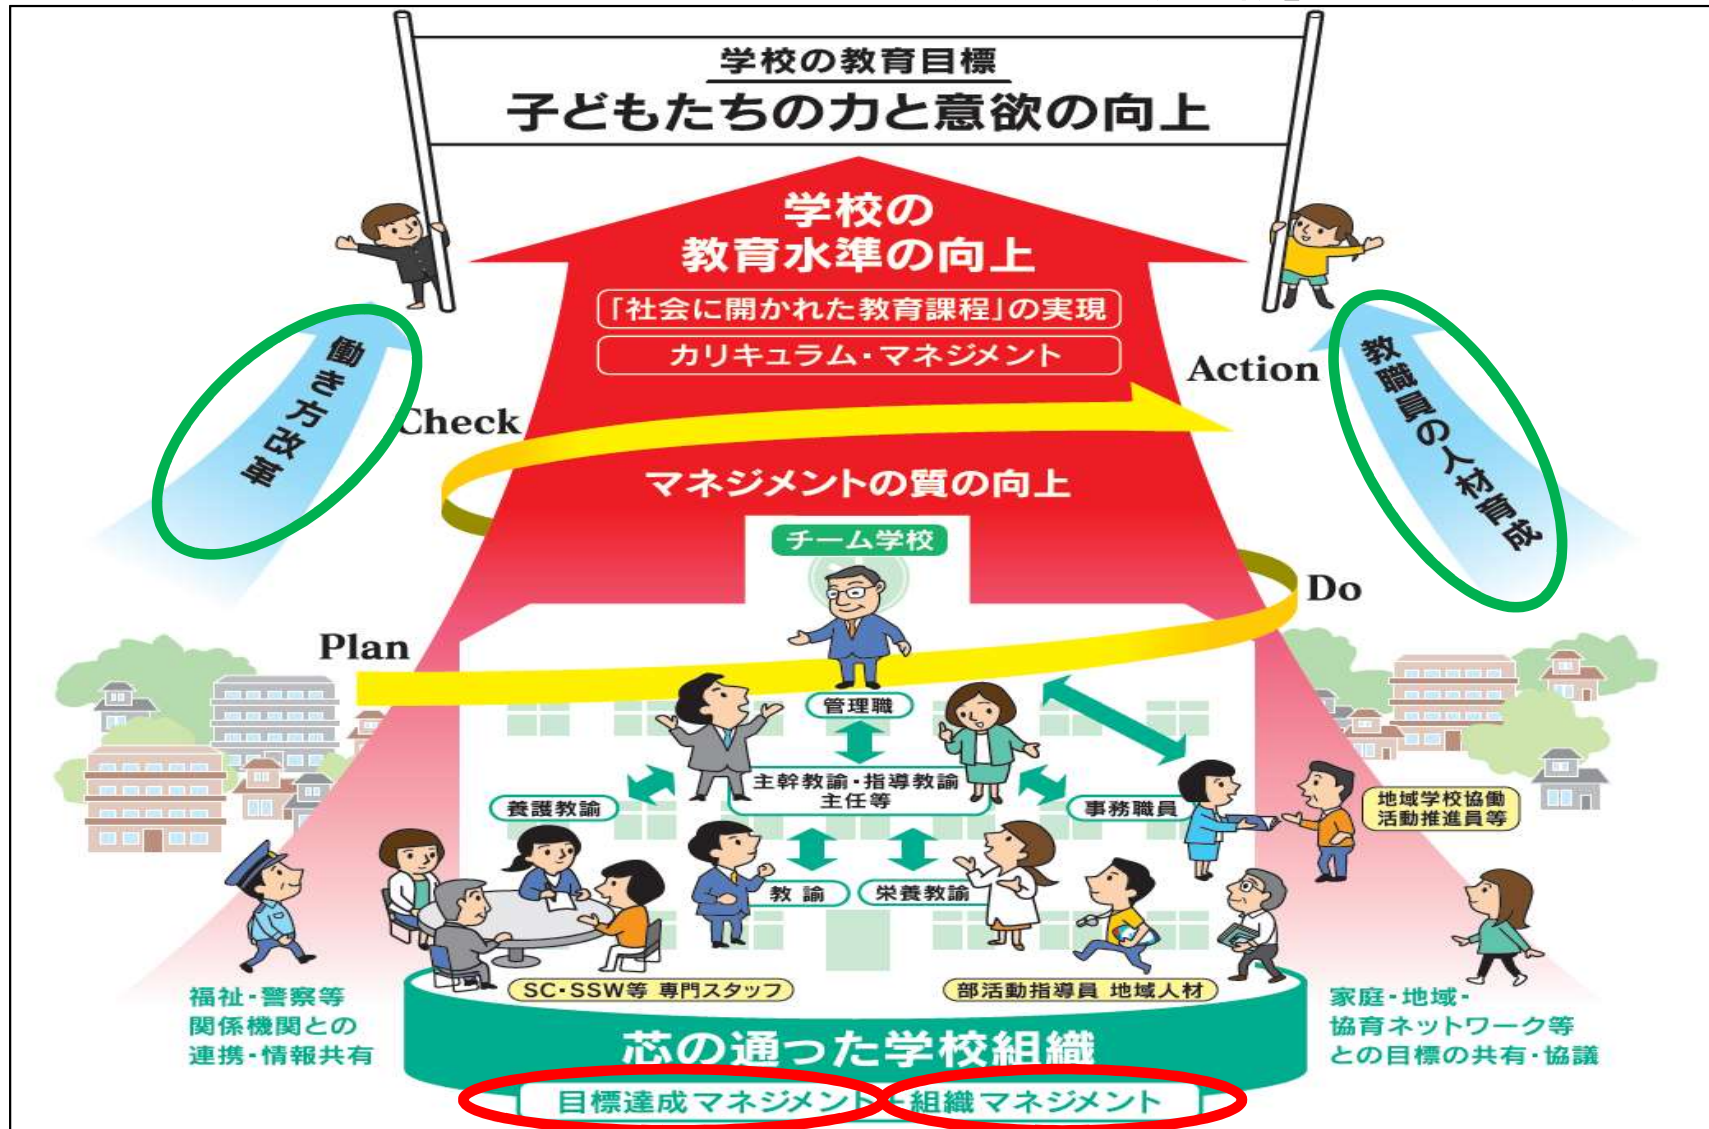 学校の教育目標
子どもたちの力と意欲の向上
学校の
教育水準の向上
「社会に開かれた教育課程」の実現
カリキュラム・マネジメント
働き方改革
教職員の人材育成
Check
Action
マネジメントの質の向上
チーム学校
Plan
Do
管理職
主幹教諭・指導教諭
主任等
養護教諭
事務職員
地域学校協働
活動推進員等
教諭
栄養教諭
SC・SSW等 専門スタッフ
部活動指導員 地域人材
福祉・警察等
関係機関との
連携・情報共有
家庭・地域・
協育ネットワーク等
との目標の共有・協議
芯の通った学校組織
目標達成マネジメント
組織マネジメント